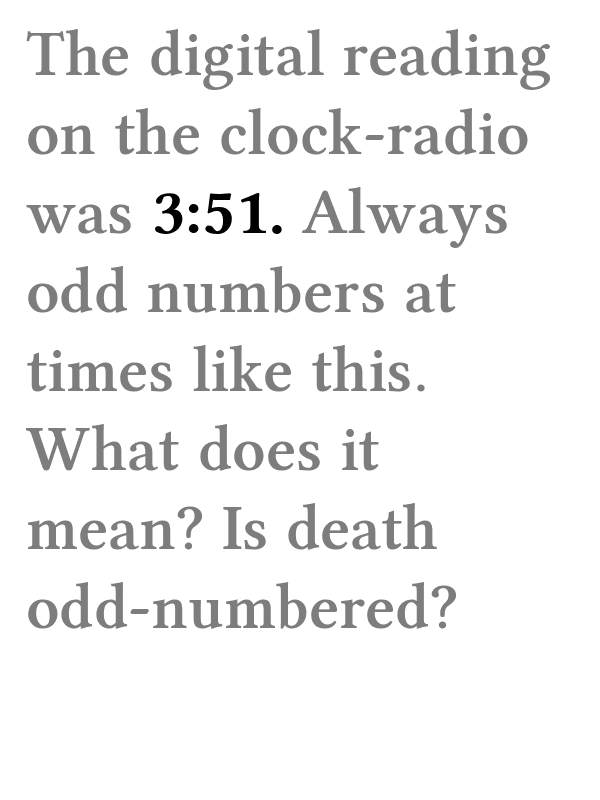 The digital reading
on the clock-radio
was 3:51. Always
odd numbers at
times like this.
What does it
mean? Is death
odd-numbered?